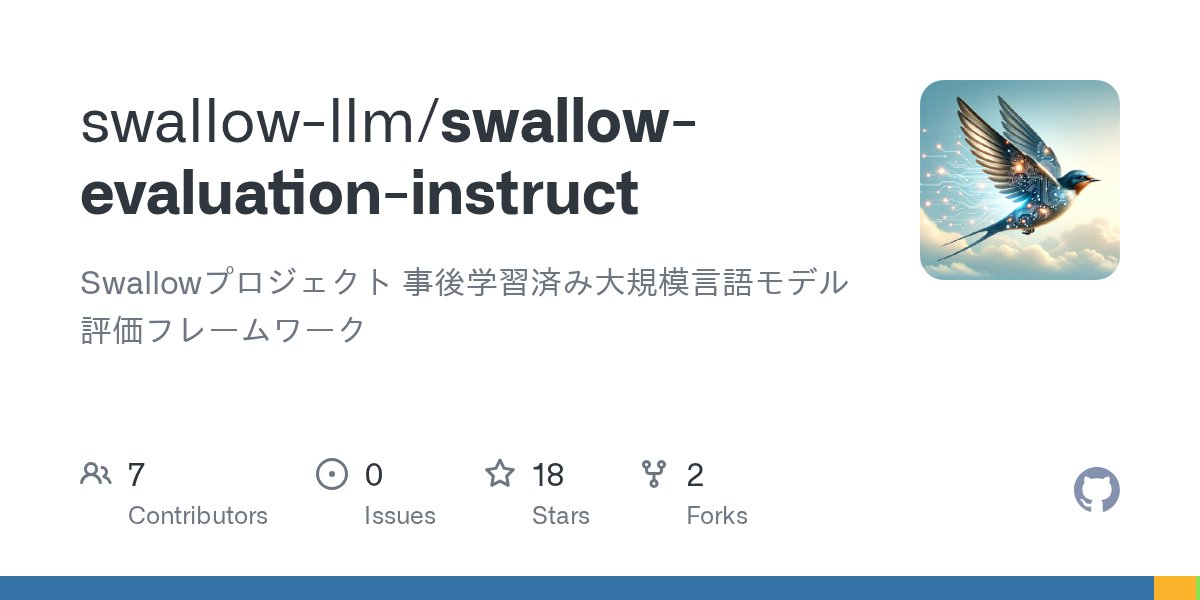 swallow-llm/swallow-
evaluation-instruct
Swallowプロジェクト 事後学習済み大規模言語モデル
評価フレームワーク
7
Contributors
0
Issues
18
Stars
2
Forks